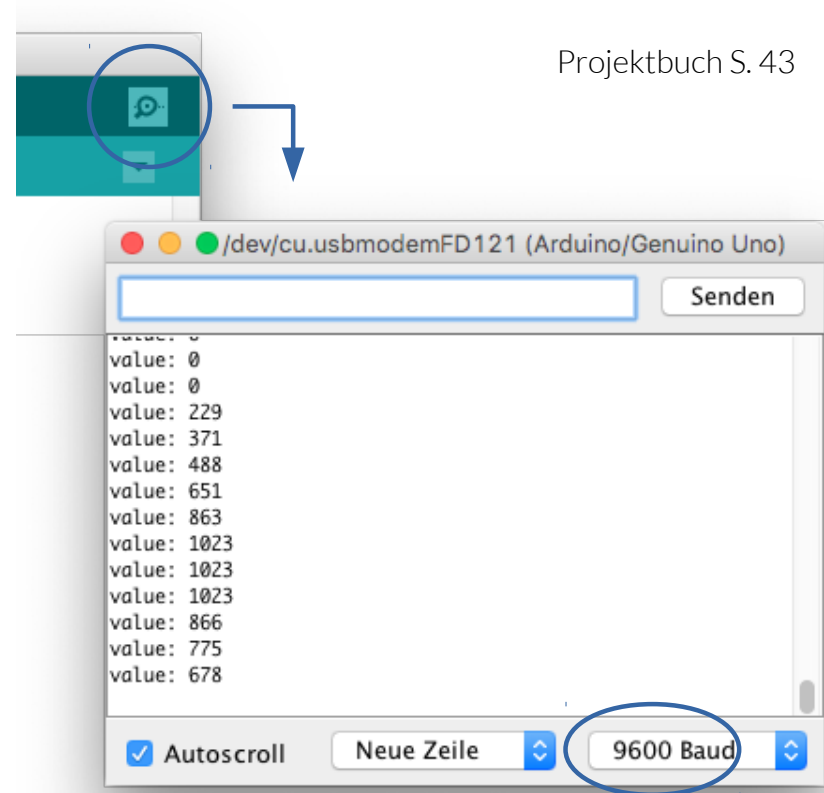 Projektbuch S. 43
/dev/cu.usbmodemFD121 (Arduino/Genuino Uno)
Senden
value: 0
value: 0
value: 229
value: 371
value: 488
value: 651
value: 863
value: 1023
value: 1023
value: 1023
value: 866
value: 775
value: 678
Autoscroll
Neue Zeile
9600 Baud